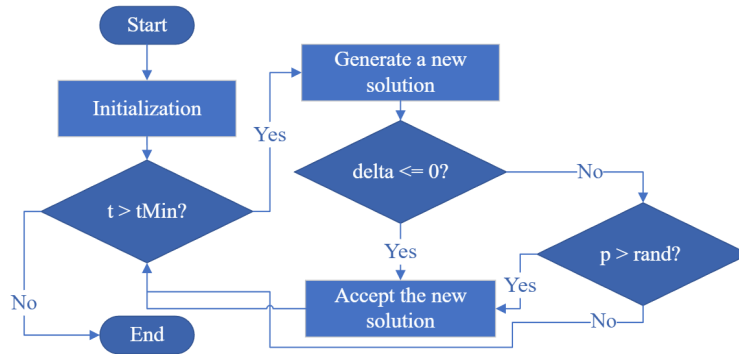 Start
Initialization
t > tMin?
Yes
No
End
Generate a new
solution
delta <= 0?
No
Yes
p > rand?
Yes
No
Accept the new
solution